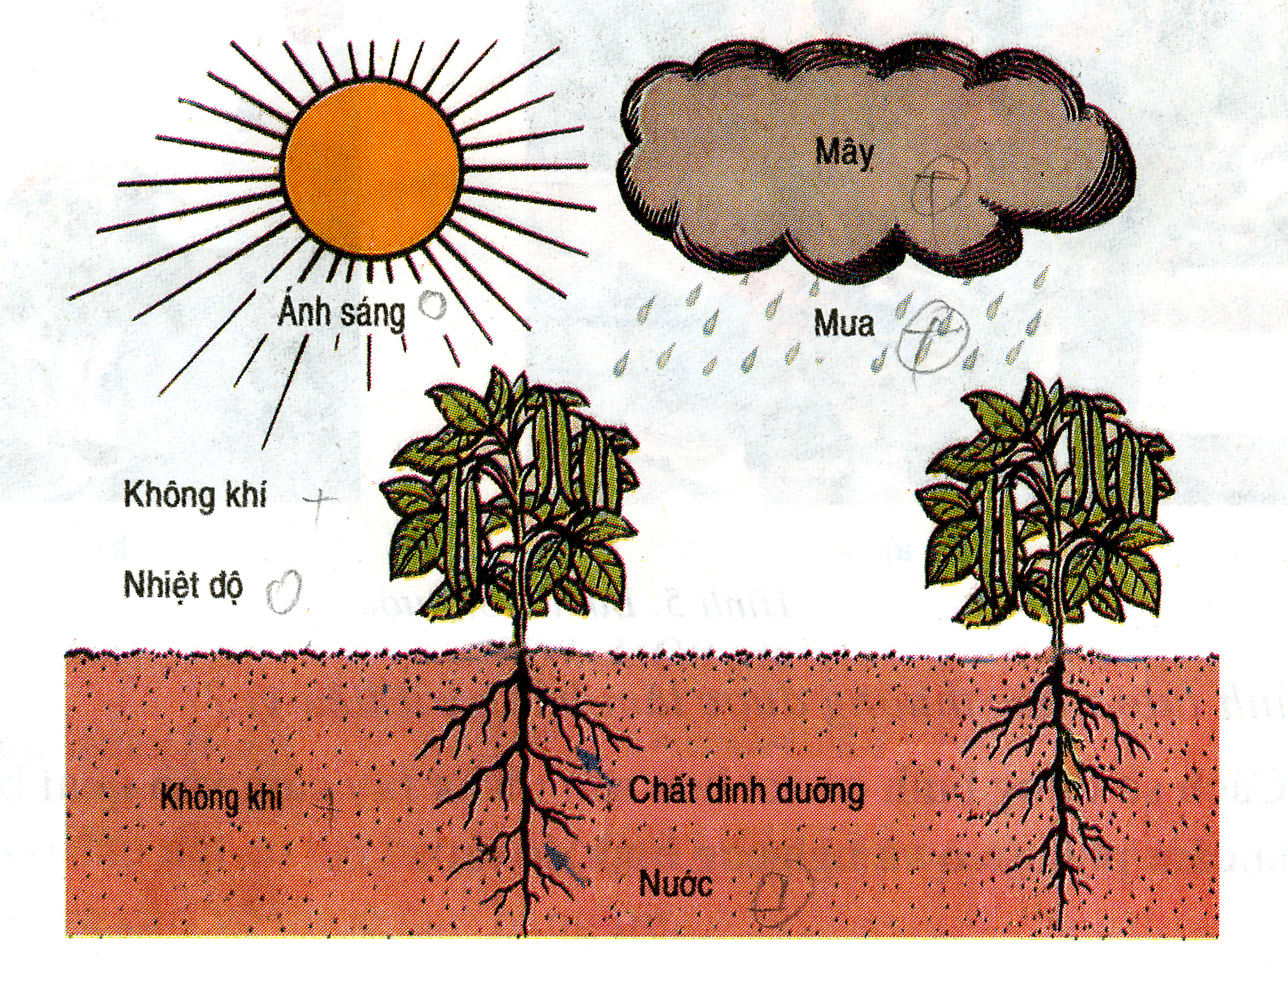 Mây
Ánh sáng
Mua
Không khí
Nhiệt độ
Không khí
Chất dinh dưỡng
Nước